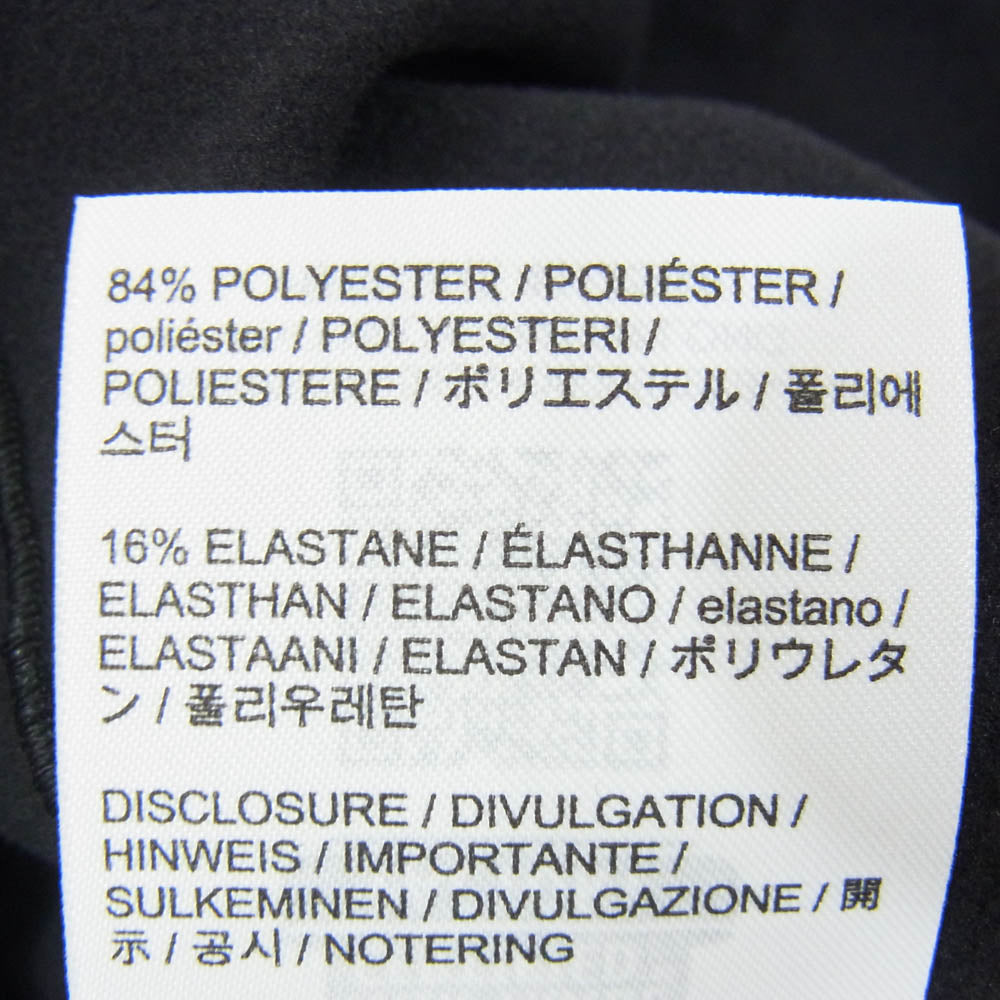 84% POLYESTER / POLIÉSTER /
poliéster / POLYESTERI /
POLIESTERE / ポリエステル / 폴리에
스터
16% ELASTANE / ÉLASTHANNE /
ELASTHAN / ELASTANO / elastano /
ELASTAANI / ELASTAN / ポリウレタ
ン / 폴리우레탄
DISCLOSURE / DIVULGATION /
HINWEIS / IMPORTANTE /
SULKEMINEN / DIVULGAZIONE / 開
示 / 공시 / NOTERING